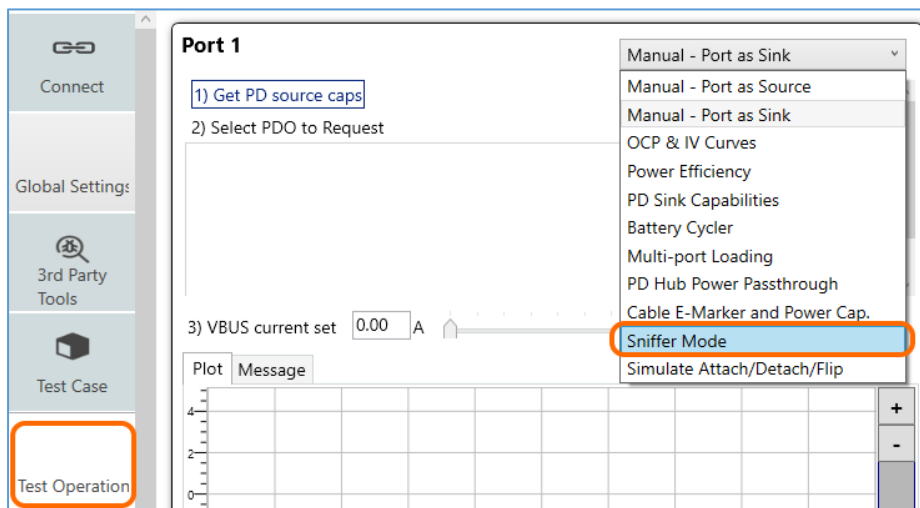 Connect
Global Settings
3rd Party
Tools
Test Case
Test Operation
Port 1
Manual - Port as Sink
1) Get PD source caps
2) Select PDO to Request
Manual - Port as Source
Manual - Port as Sink
OCP & IV Curves
Power Efficiency
PD Sink Capabilities
Battery Cycler
Multi-port Loading
PD Hub Power Passthrough
Cable E-Marker and Power Cap.
Sniffer Mode
Simulate Attach/Detach/Flip
3) VBUS current set 0.00 A
Plot Message
4
2
0
+
-